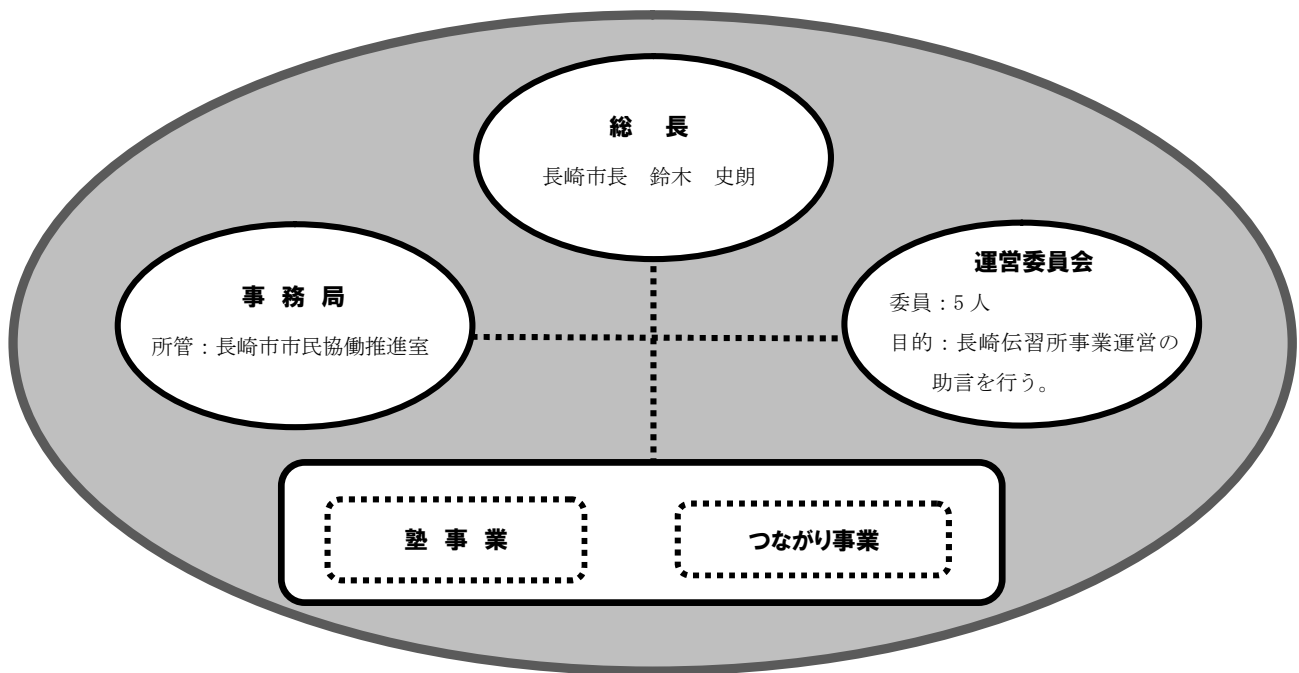 総　長
長崎市長　鈴木　史朗
事 務 局
所管：長崎市市民協働推進室
運営委員会
委員：5 人
目的：長崎伝習所事業運営の
助言を行う。
塾 事 業
つながり事業